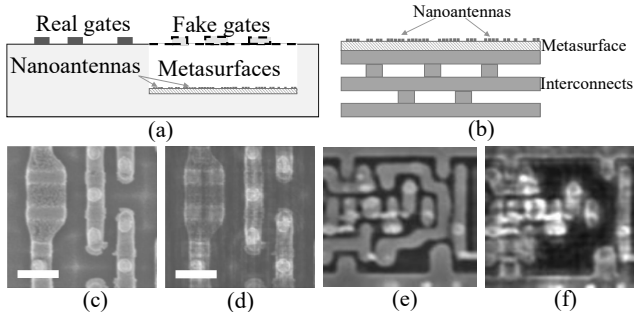 Real gates
Fake gates
Nanoantennas
Metasurfaces
(a)
Nanoantennas
Metasurface
Interconnects
(b)
(c)
(d)
(e)
(f)